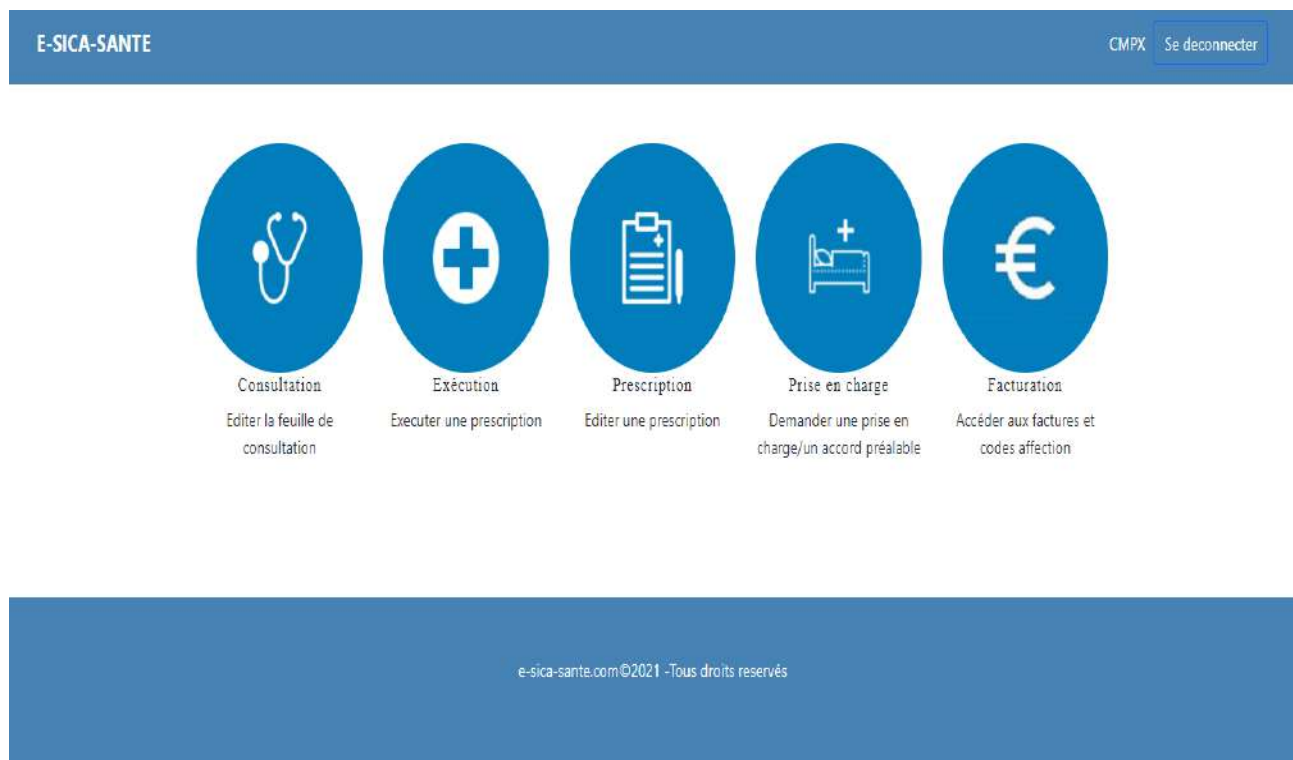 E-SICA-SANTE
CMPX Se deconnecter
Consultation
Editer la feuille de
consultation
Exècution
Executer une prescription
Prescription
Editer une prescription
Prise en charge
Demander une prise en
charge/un accord préalable
€
Facturation
Accéder aux factures et
codes affection
e-sica-sante.com©2021 -Tous droits reservés